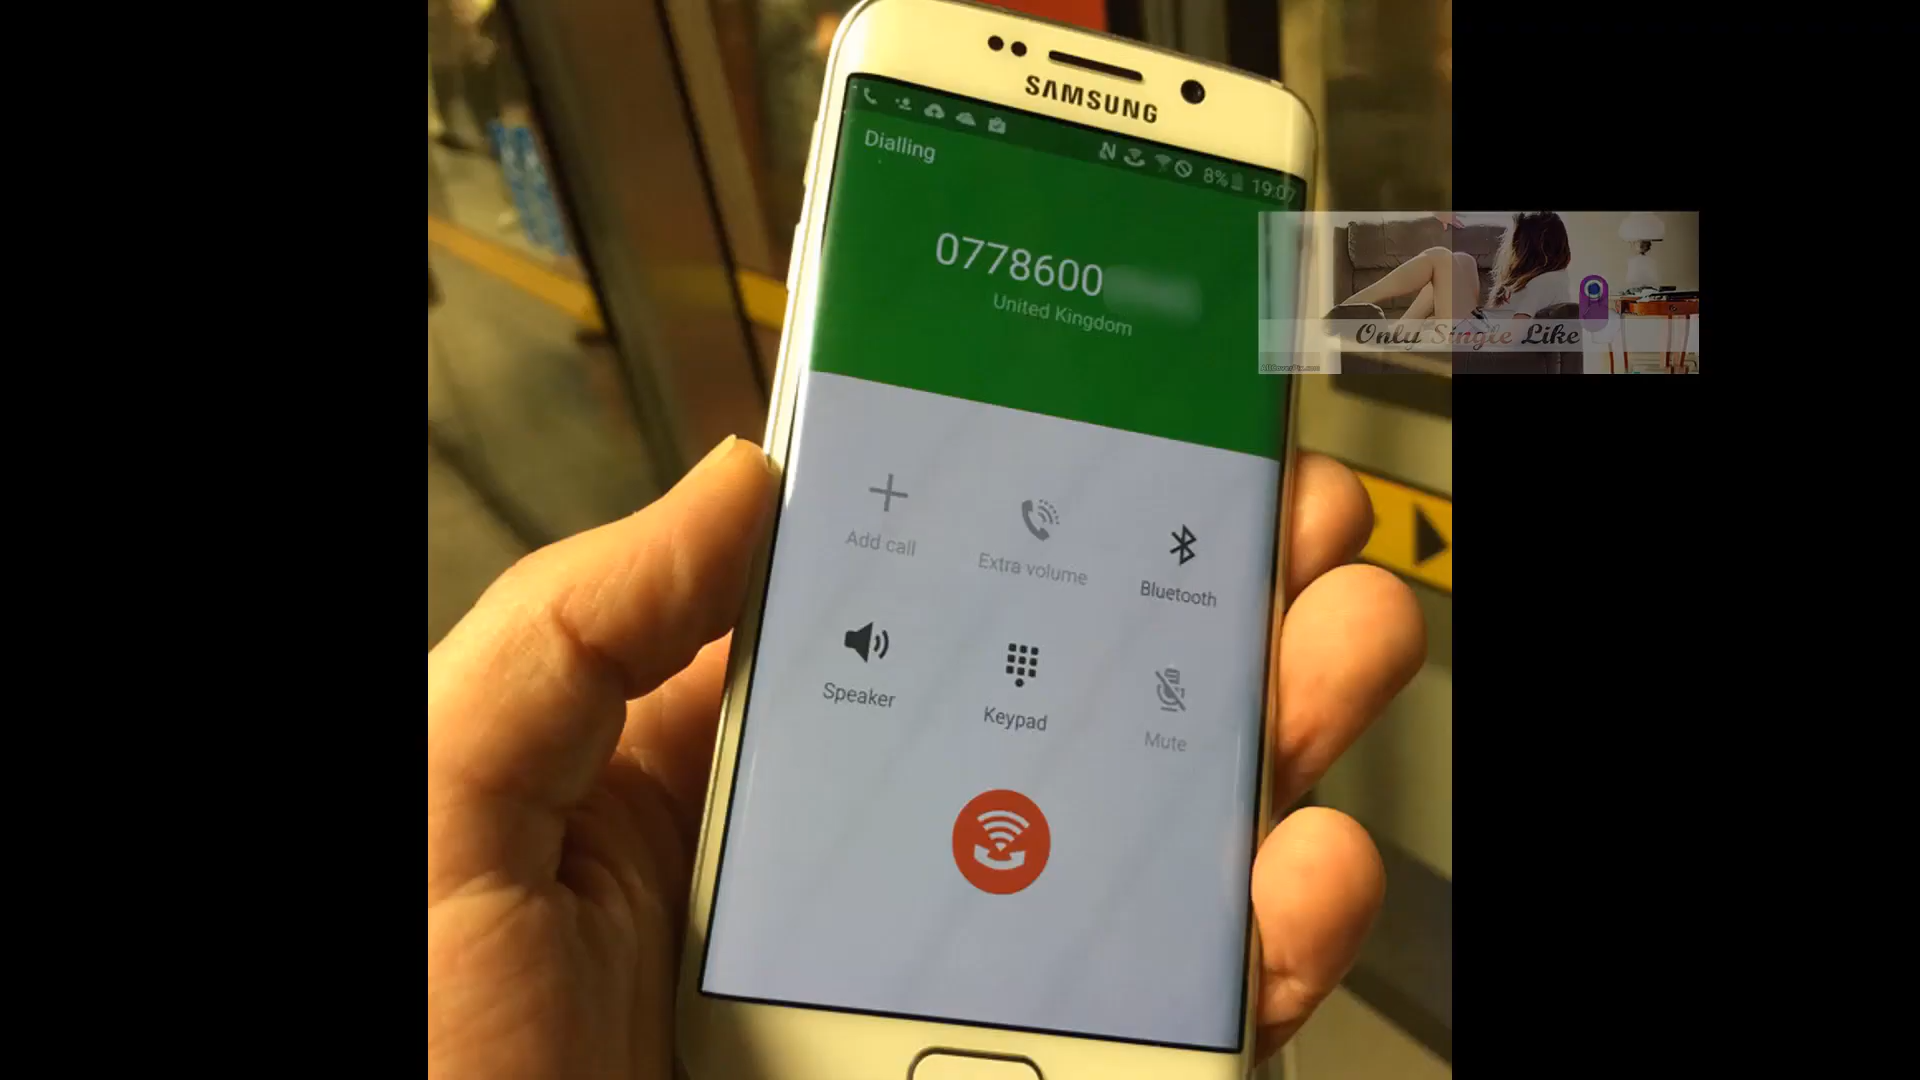 SAMSUNG
8% 19:07
Dialling
0778600
United Kingdom
Only Single Like
Add call
Extra volume
Bluetooth
Speaker
Keypad
Mute